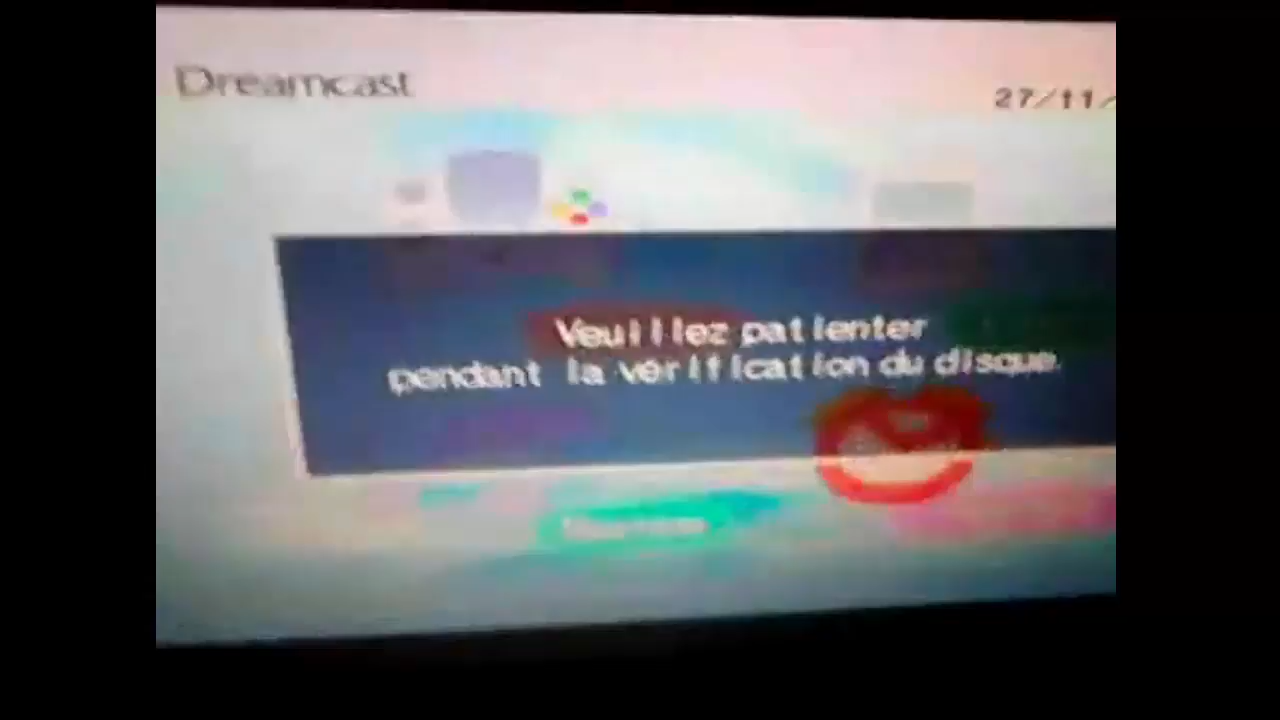 Dreamcast
27/11/
Veuillez patienter
pendant la vérification du disque.